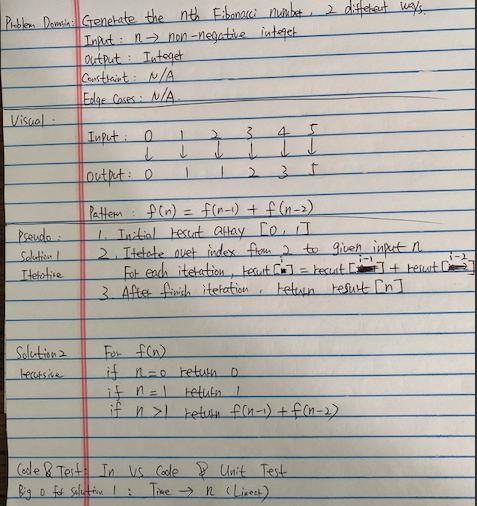 Problem Domain: Generate the nth Fibonacci number, 2 different ways.
Input: n → non-negative integer
Output: Integer
Constraint: N/A
Edge Cases: N/A
Visual:
Input: 0 1 2 3 4 5
↓ ↓ ↓ ↓ ↓ ↓
Output: 0 1 1 2 3 5
Pattern: f(n) = f(n-1) + f(n-2)
Pseudo: 1. Initial result array [0, 1]
Solution 1 2. Iterate over index from 2 to given input n
Iterative For each iteration, result[i] = result[i-1] + result[i-2]
3. After finish iteration, return result[n]
Solution 2 For f(n)
recursive if n=0 return 0
if n=1 return 1
if n>1 return f(n-1) + f(n-2)
Code & Test: In VS Code & Unit Test
Big O for Solution 1: Time → n (Linear)